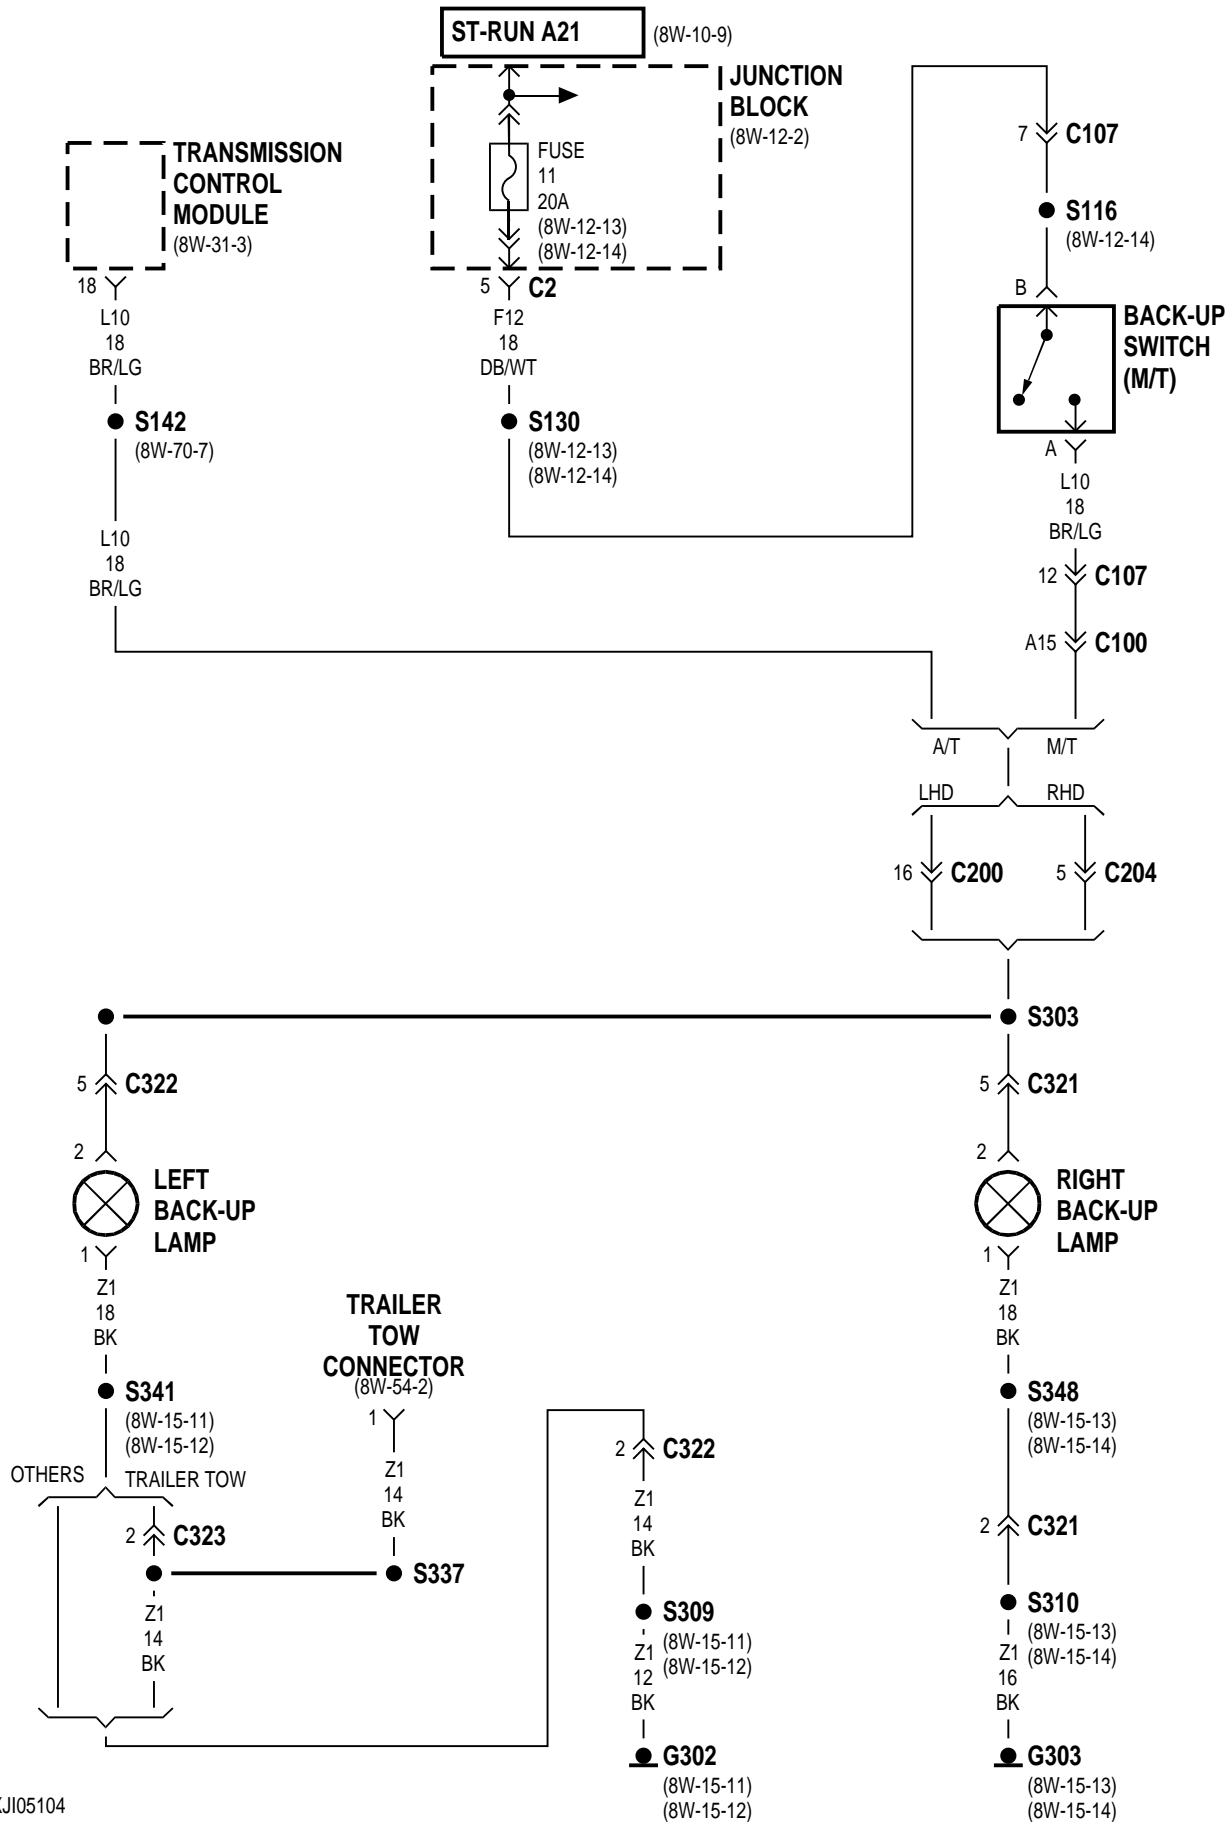 ST-RUN A21
(8W-10-9)
JUNCTION
BLOCK
(8W-12-2)
FUSE
11
20A
(8W-12-13)
(8W-12-14)
5
C2
F12
18
DB/WT
S130
(8W-12-13)
(8W-12-14)
TRANSMISSION
CONTROL
MODULE
(8W-31-3)
18
L10
18
BR/LG
S142
(8W-70-7)
L10
18
BR/LG
7
C107
S116
(8W-12-14)
B
BACK-UP
SWITCH
(M/T)
A
L10
18
BR/LG
12
C107
A15
C100
A/T
M/T
LHD
RHD
16
C200
5
C204
S303
5
C322
2
LEFT
BACK-UP
LAMP
1
Z1
18
BK
S341
(8W-15-11)
(8W-15-12)
OTHERS
TRAILER TOW
2
C323
Z1
14
BK
TRAILER
TOW
CONNECTOR
(8W-54-2)
1
Z1
14
BK
S337
2
C322
Z1
14
BK
S309
(8W-15-11)
(8W-15-12)
Z1
12
BK
G302
(8W-15-11)
(8W-15-12)
5
C321
2
RIGHT
BACK-UP
LAMP
1
Z1
18
BK
S348
(8W-15-13)
(8W-15-14)
2
C321
S310
(8W-15-13)
(8W-15-14)
Z1
16
BK
G303
(8W-15-13)
(8W-15-14)
KJI05104